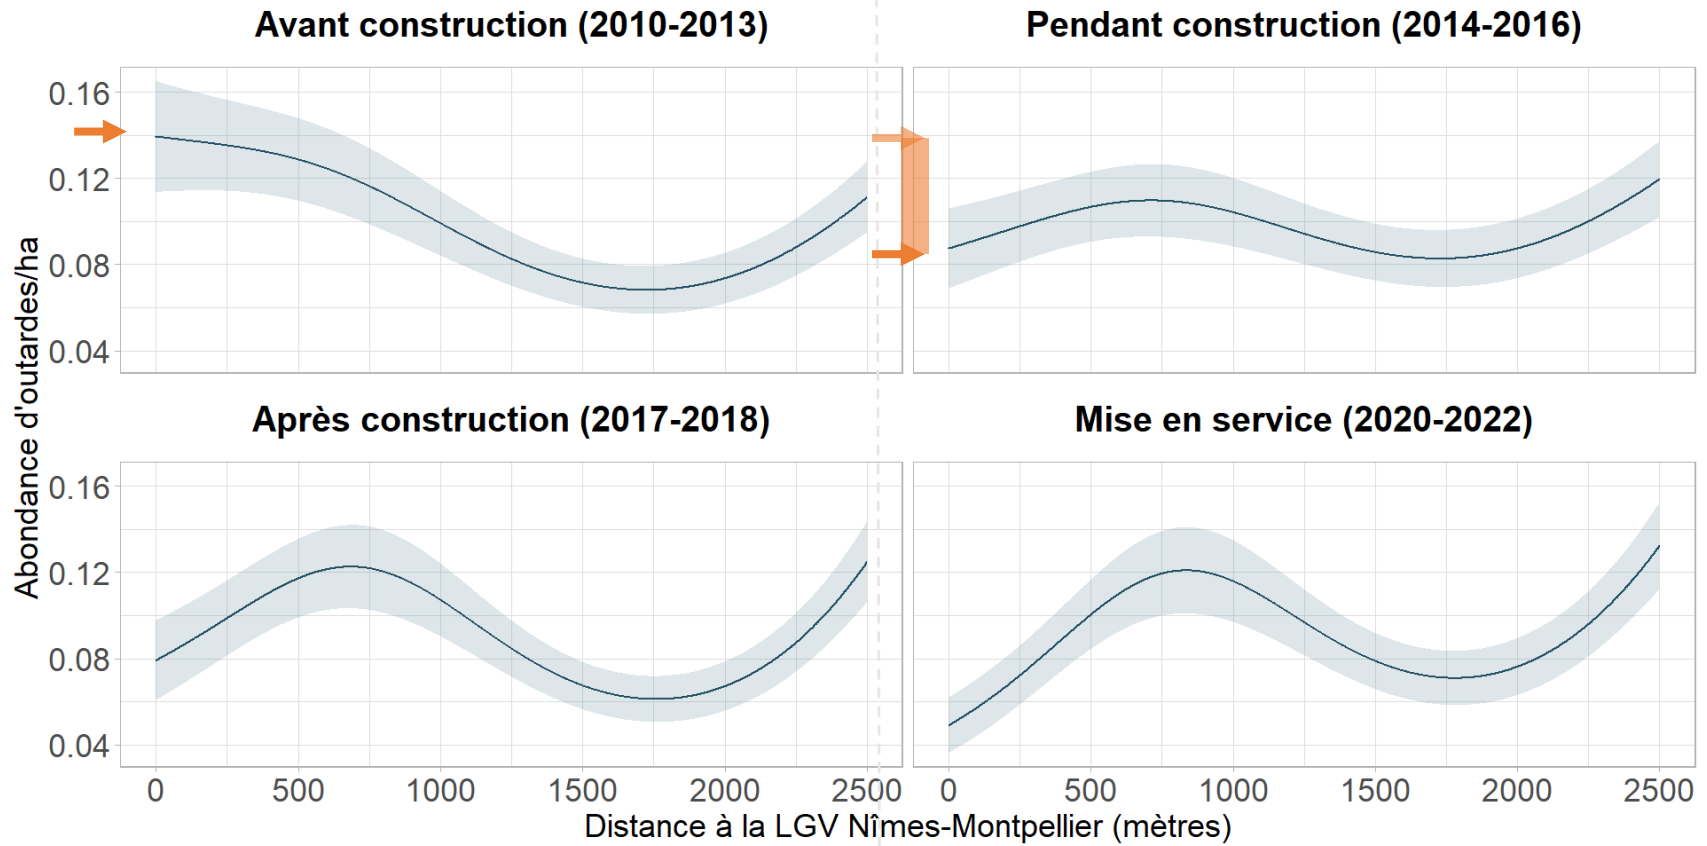 Avant construction (2010-2013)
Pendant construction (2014-2016)
0.16
0.12
0.08
0.04
Après construction (2017-2018)
Mise en service (2020-2022)
0.16
0.12
0.08
0.04
Abondance d'outardes/ha
0 500 1000 1500 2000 2500
0 500 1000 1500 2000 2500
Distance à la LGV Nîmes-Montpellier (mètres)